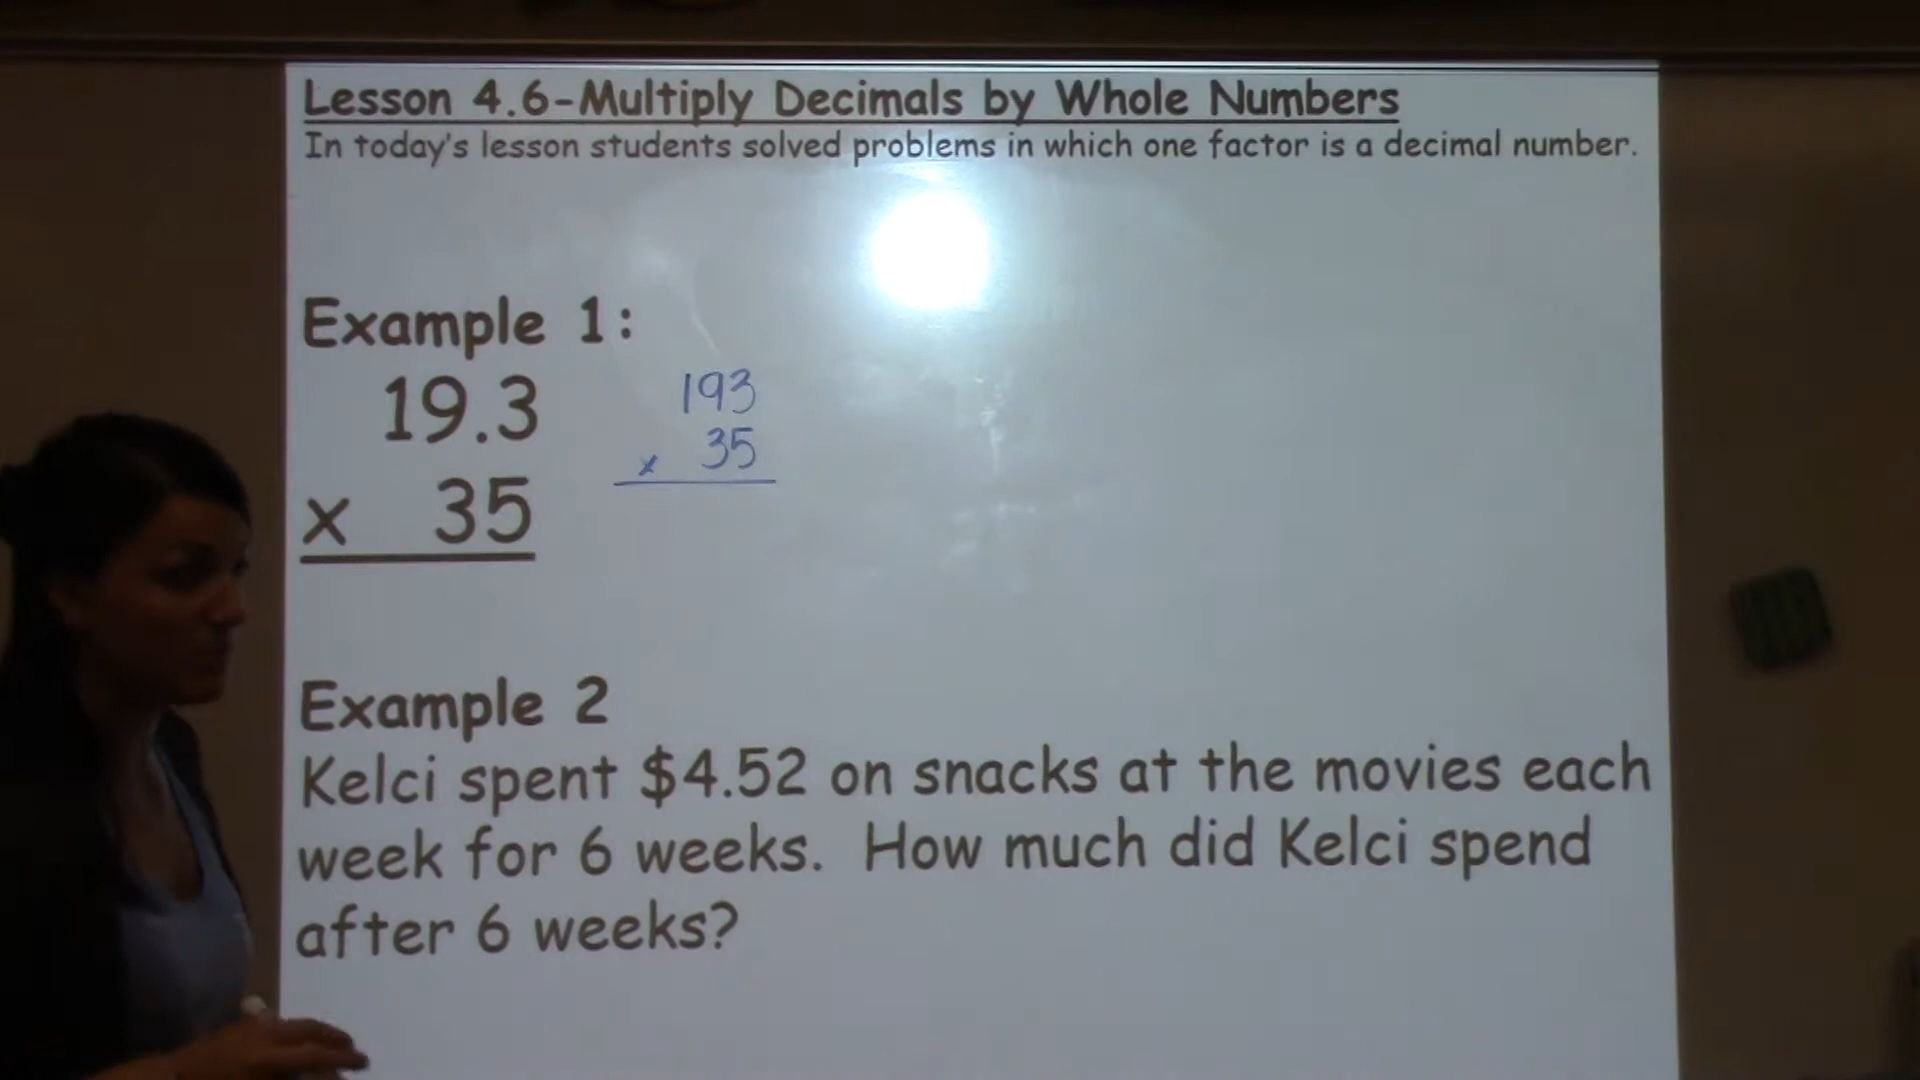 Lesson 4.6-Multiply Decimals by Whole Numbers
In today's lesson students solved problems in which one factor is a decimal number.
Example 1:
19.3
x 35
193
x 35
Example 2
Kelci spent $4.52 on snacks at the movies each
week for 6 weeks. How much did Kelci spend
after 6 weeks?